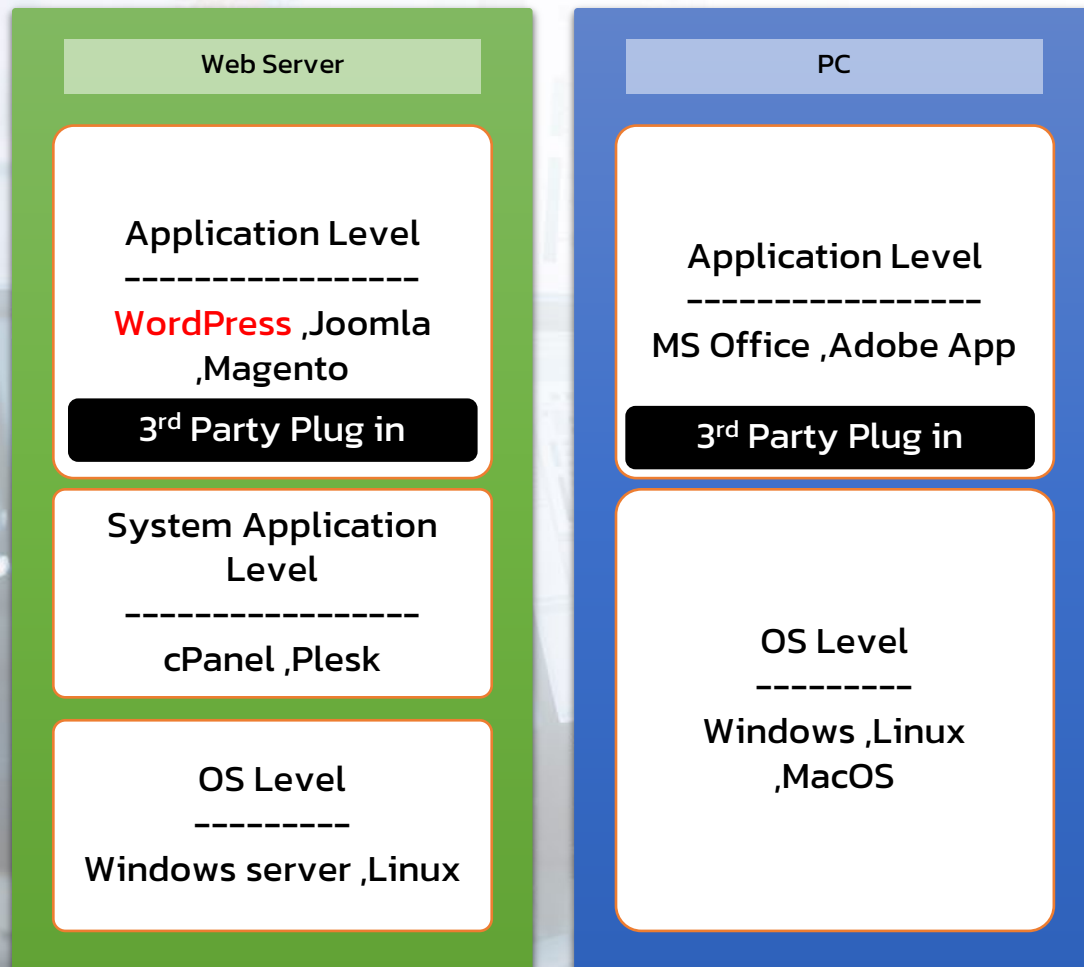 Web Server
Application Level
-----------------
WordPress ,Joomla
,Magento
3rd Party Plug in
System Application
Level
-----------------
cPanel ,Plesk
OS Level
---------
Windows server ,Linux
PC
Application Level
-----------------
MS Office ,Adobe App
3rd Party Plug in
OS Level
---------
Windows ,Linux
,MacOS